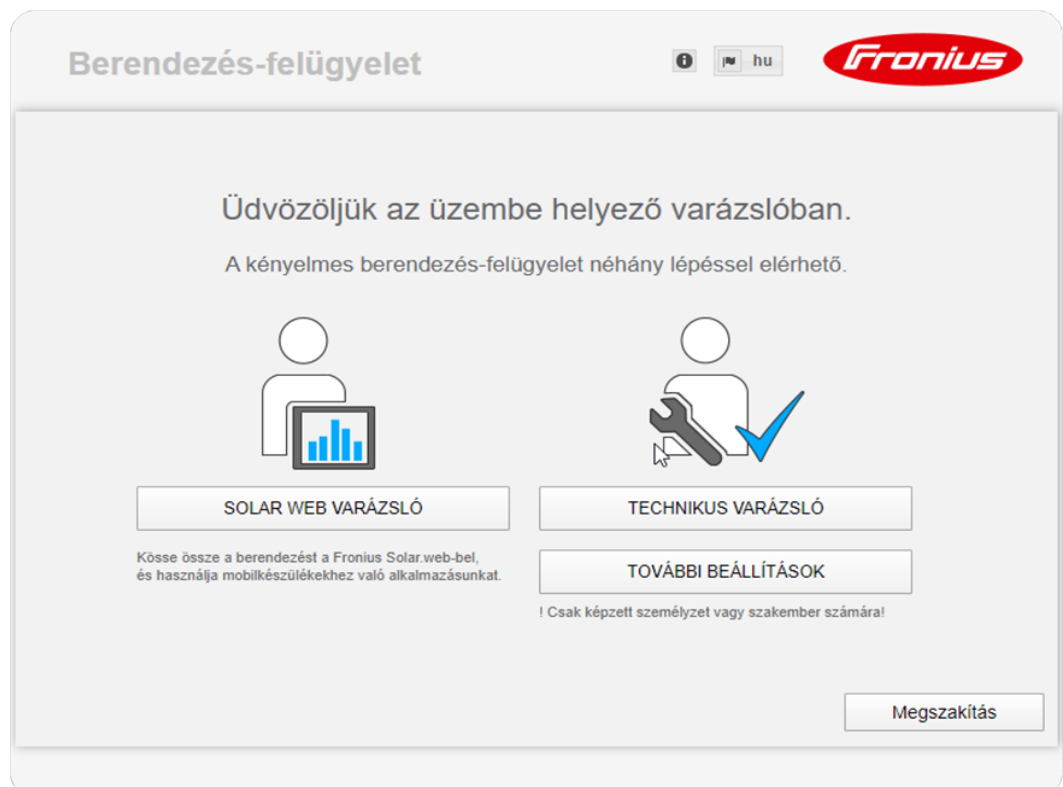 Berendezés-felügyelet
hu
Fronius
Üdvözöljük az üzembe helyező varázslóban.
A kényelmes berendezés-felügyelet néhány lépéssel elérhető.
SOLAR WEB VARÁZSLÓ
Kösse össze a berendezést a Fronius Solar.web-bel,
és használja mobilkészülékekhez való alkalmazásunkat.
TECHNIKUS VARÁZSLÓ
TOVÁBBI BEÁLLÍTÁSOK
! Csak képzett személyzet vagy szakember számára!
Megszakítás